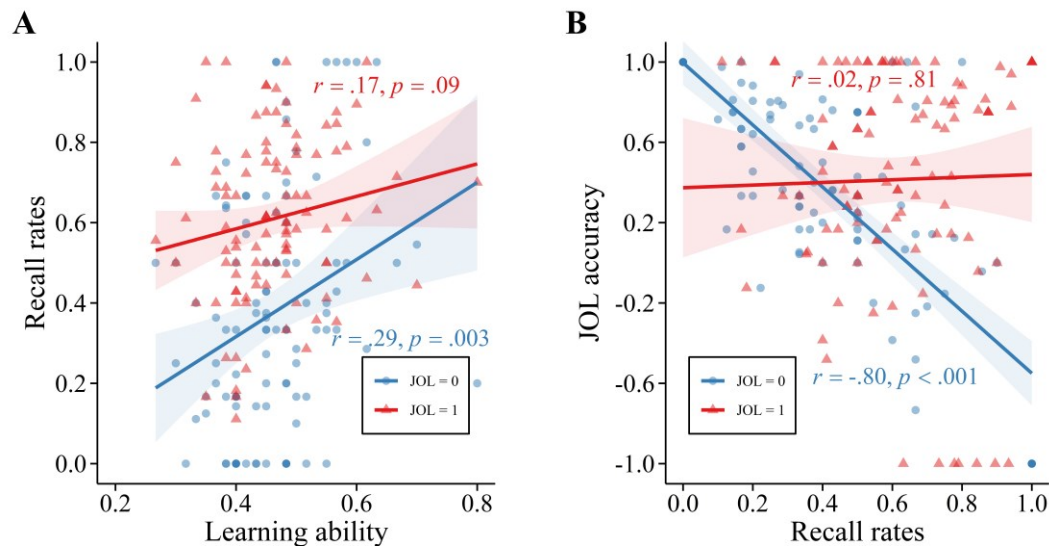 A
Recall rates
1.0
0.8
0.6
0.4
0.2
0.0
r = .17, p = .09
r = .29, p = .003
JOL = 0
JOL = 1
0.2
0.4
0.6
0.8
Learning ability
B
JOL accuracy
1.0
0.6
0.2
-0.2
-0.6
-1.0
r = .02, p = .81
r = -.80, p < .001
JOL = 0
JOL = 1
0.0
0.2
0.4
0.6
0.8
1.0
Recall rates